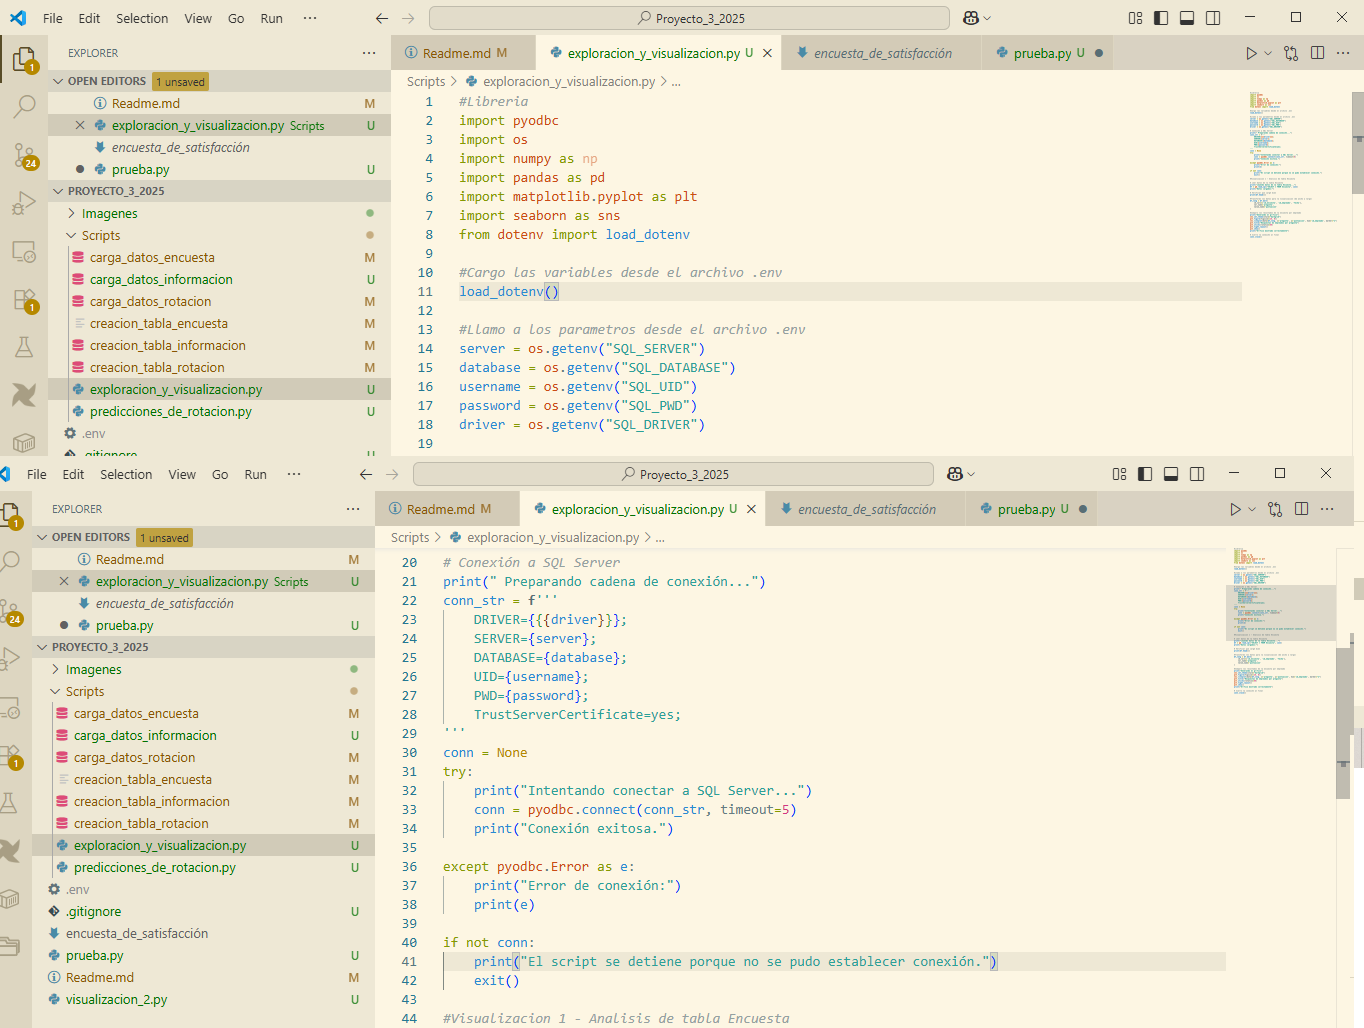 File Edit Selection View Go Run ··· Proyecto_3_2025
EXPLORER ···
Readme.md M
exploracion_y_visualizacion.py U
encuesta_de_satisfacción
prueba.py U
OPEN EDITORS 1 unsaved
Readme.md M
exploracion_y_visualizacion.py Scripts U
encuesta_de_satisfacción
prueba.py U
PROYECTO_3_2025
Imagenes
Scripts
carga_datos_encuesta M
carga_datos_informacion U
carga_datos_rotacion M
creacion_tabla_encuesta M
creacion_tabla_informacion M
creacion_tabla_rotacion M
exploracion_y_visualizacion.py U
predicciones_de_rotacion.py U
.env
.gitignore U
1
24
1
Scripts > exploracion_y_visualizacion.py > ...
1 #Libreria
2 import pyodbc
3 import os
4 import numpy as np
5 import pandas as pd
6 import matplotlib.pyplot as plt
7 import seaborn as sns
8 from dotenv import load_dotenv
9
10 #Cargo las variables desde el archivo .env
11 load_dotenv()
12
13 #Llamo a los parametros desde el archivo .env
14 server = os.getenv("SQL_SERVER")
15 database = os.getenv("SQL_DATABASE")
16 username = os.getenv("SQL_UID")
17 password = os.getenv("SQL_PWD")
18 driver = os.getenv("SQL_DRIVER")
19
File Edit Selection View Go Run ··· Proyecto_3_2025
EXPLORER ···
Readme.md M
exploracion_y_visualizacion.py U
encuesta_de_satisfacción
prueba.py U
OPEN EDITORS 1 unsaved
Readme.md M
exploracion_y_visualizacion.py Scripts U
encuesta_de_satisfacción
prueba.py U
PROYECTO_3_2025
Imagenes
Scripts
carga_datos_encuesta M
carga_datos_informacion U
carga_datos_rotacion M
creacion_tabla_encuesta M
creacion_tabla_informacion M
creacion_tabla_rotacion M
exploracion_y_visualizacion.py U
predicciones_de_rotacion.py U
.env
.gitignore U
encuesta_de_satisfacción
prueba.py U
Readme.md M
visualizacion_2.py U
1
24
1
Scripts > exploracion_y_visualizacion.py > ...
20 # Conexión a SQL Server
21 print(" Preparando cadena de conexión...")
22 conn_str = f'''
23 DRIVER={{{driver}}};
24 SERVER={server};
25 DATABASE={database};
26 UID={username};
27 PWD={password};
28 TrustServerCertificate=yes;
29 '''
30 conn = None
31 try:
32 print("Intentando conectar a SQL Server...")
33 conn = pyodbc.connect(conn_str, timeout=5)
34 print("Conexión exitosa.")
35
36 except pyodbc.Error as e:
37 print("Error de conexión:")
38 print(e)
39
40 if not conn:
41 print("El script se detiene porque no se pudo establecer conexión.")
42 exit()
43
44 #Visualizacion 1 - Analisis de tabla Encuesta